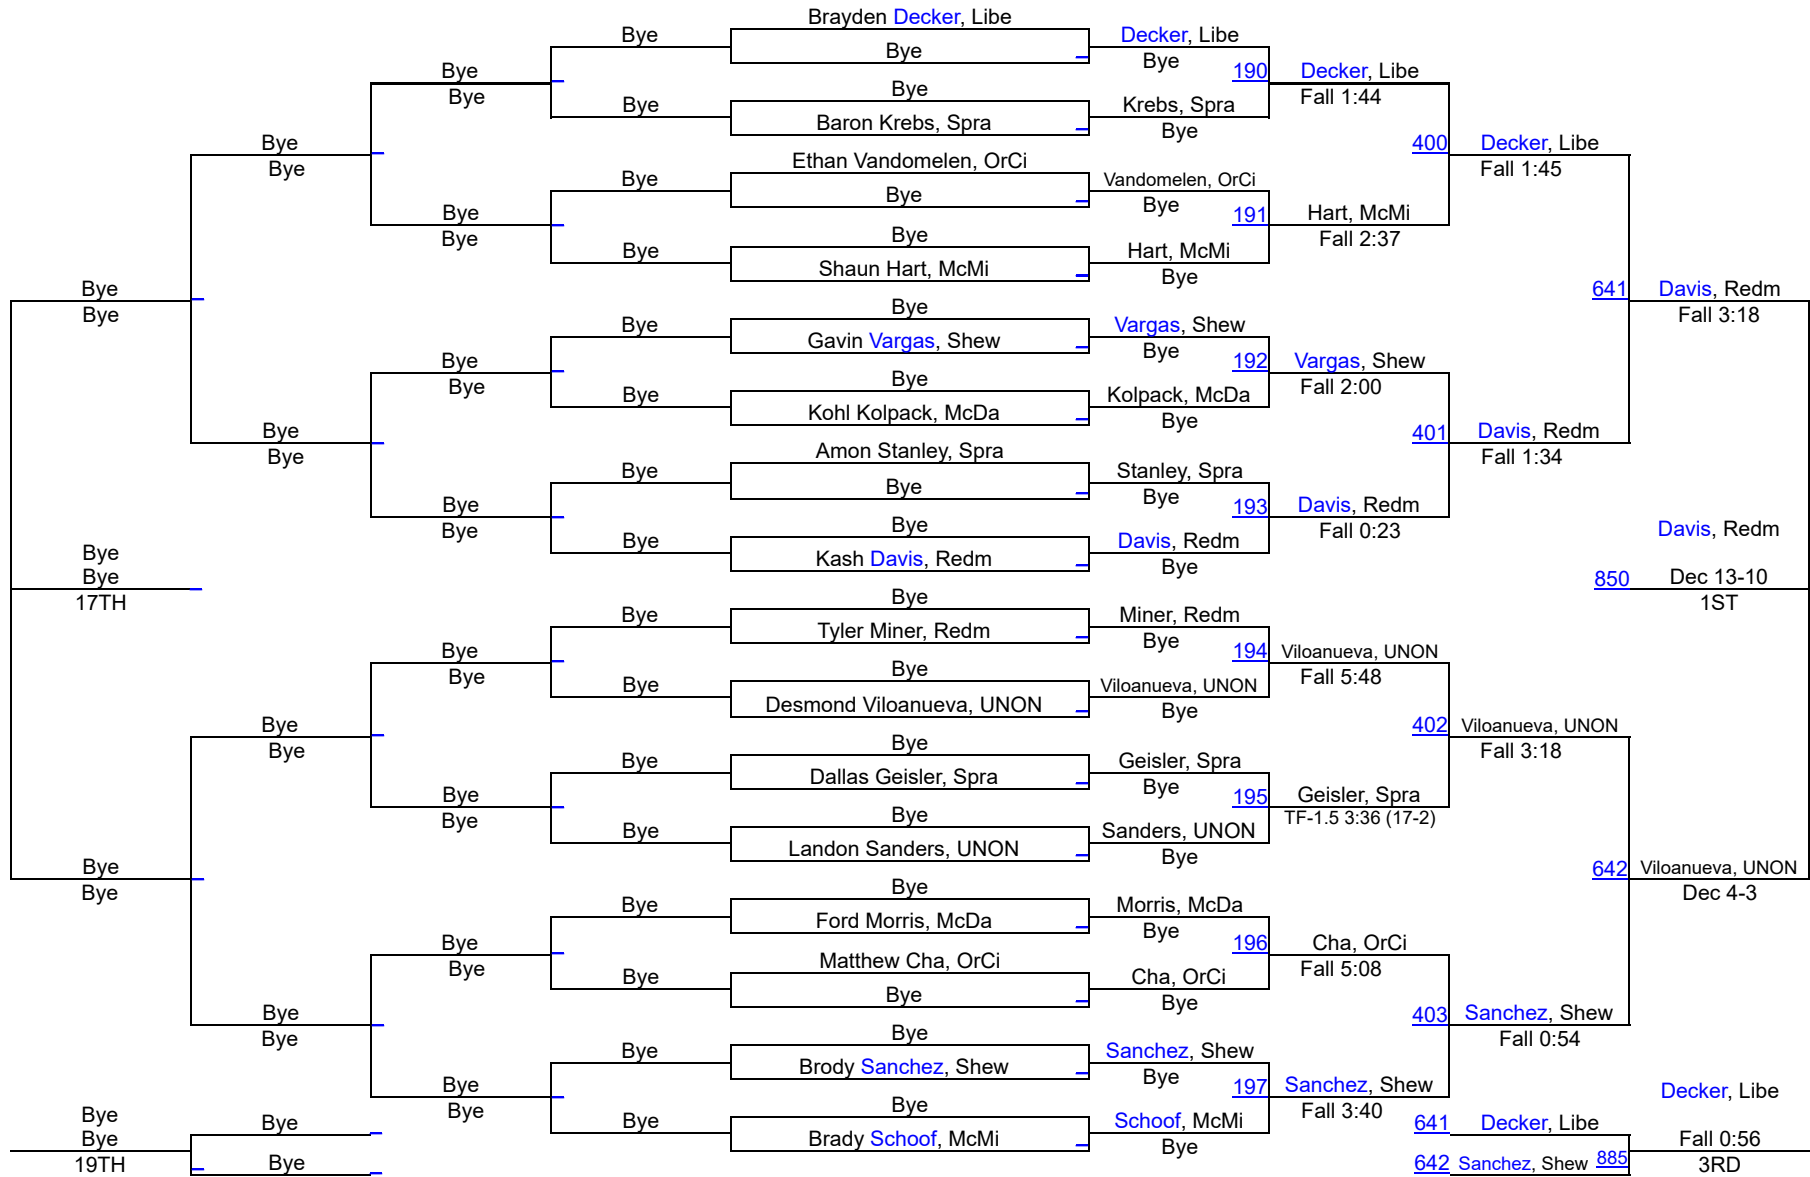 Brayden Decker, Libe
Bye
Bye
Decker, Libe
Bye
Bye
190
Decker, Libe
Bye
Bye
Fall 1:44
Bye
Krebs, Spra
Baron Krebs, Spra
Bye
Bye
Bye
400
Decker, Libe
Ethan Vandomelen, OrCi
Fall 1:45
Bye
Bye
Vandomelen, OrCi
Bye
Bye
Bye
191
Hart, McMi
Bye
Bye
Fall 2:37
Bye
Hart, McMi
Shaun Hart, McMi
Bye
Bye
641
Davis, Redm
Bye
Bye
Fall 3:18
Bye
Vargas, Shew
Gavin Vargas, Shew
Bye
Bye
192
Vargas, Shew
Bye
Bye
Fall 2:00
Bye
Kolpack, McDa
Kohl Kolpack, McDa
Bye
Bye
401
Davis, Redm
Bye
Amon Stanley, Spra
Fall 1:34
Bye
Stanley, Spra
Bye
Bye
Bye
193
Davis, Redm
Bye
Bye
Fall 0:23
Davis, Redm
Bye
Davis, Redm
Bye
Kash Davis, Redm
Bye
Bye
850
Dec 13-10
17TH
Bye
1ST
Bye
Miner, Redm
Tyler Miner, Redm
Bye
Bye
194
Viloanueva, UNON
Bye
Bye
Fall 5:48
Bye
Viloanueva, UNON
Desmond Viloanueva, UNON
Bye
Bye
402
Viloanueva, UNON
Bye
Bye
Fall 3:18
Bye
Geisler, Spra
Dallas Geisler, Spra
Bye
Bye
195
Geisler, Spra
Bye
Bye
TF-1.5 3:36 (17-2)
Bye
Sanders, UNON
Landon Sanders, UNON
Bye
Bye
642
Viloanueva, UNON
Bye
Bye
Dec 4-3
Bye
Morris, McDa
Ford Morris, McDa
Bye
Bye
196
Cha, OrCi
Bye
Matthew Cha, OrCi
Fall 5:08
Bye
Cha, OrCi
Bye
Bye
Bye
403
Sanchez, Shew
Bye
Bye
Fall 0:54
Bye
Sanchez, Shew
Brody Sanchez, Shew
Bye
Bye
197
Sanchez, Shew
Decker, Libe
Bye
Bye
Fall 3:40
Bye
Bye
Bye
Schoof, McMi
641
Decker, Libe
Bye
Brady Schoof, McMi
Bye
Fall 0:56
19TH
Bye
642
Sanchez, Shew
885
3RD